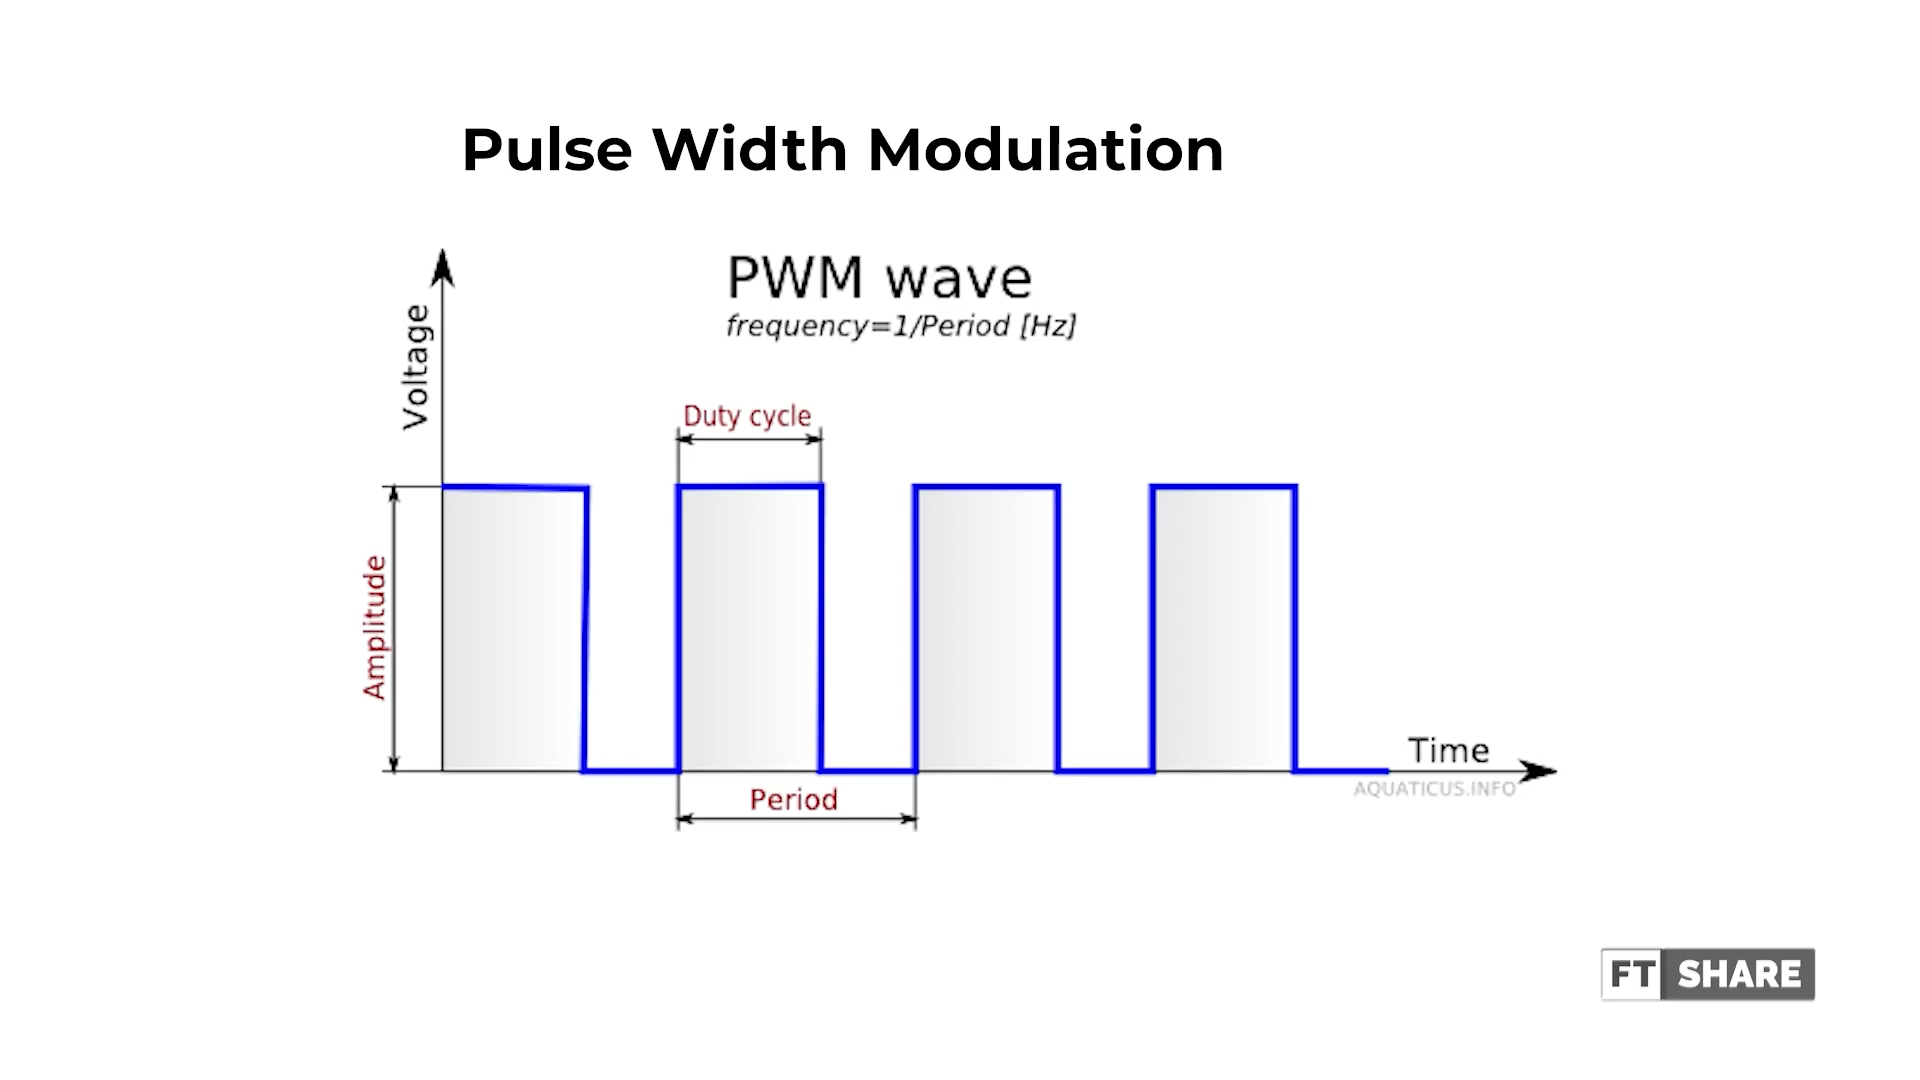 Pulse Width Modulation
PWM wave
frequency=1/Period [Hz]
Voltage
Duty cycle
Amplitude
Time
AQUATICUS.INFO
Period
FT SHARE